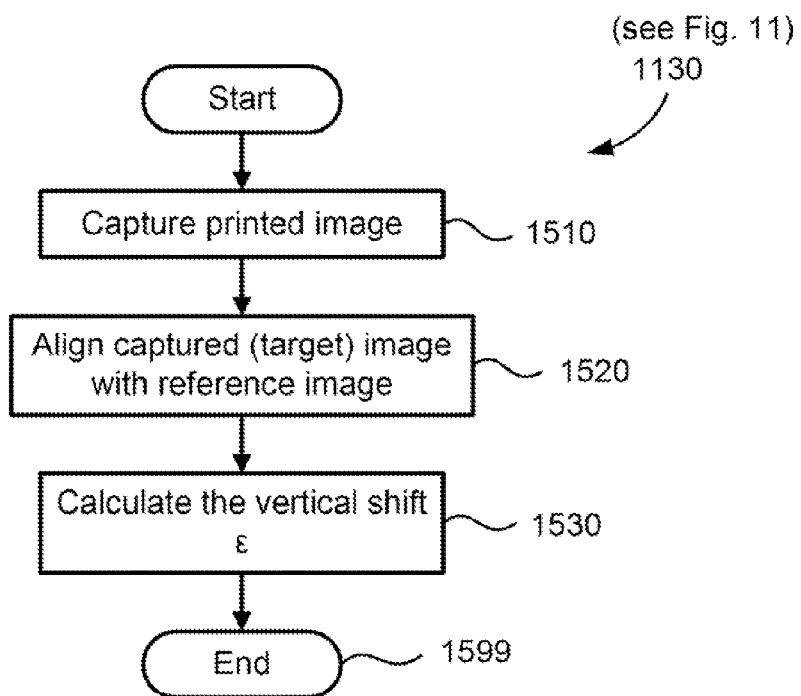 (see Fig. 11)
1130
Start
Capture printed image
1510
Align captured (target) image
with reference image
1520
Calculate the vertical shift
ε
1530
End
1599